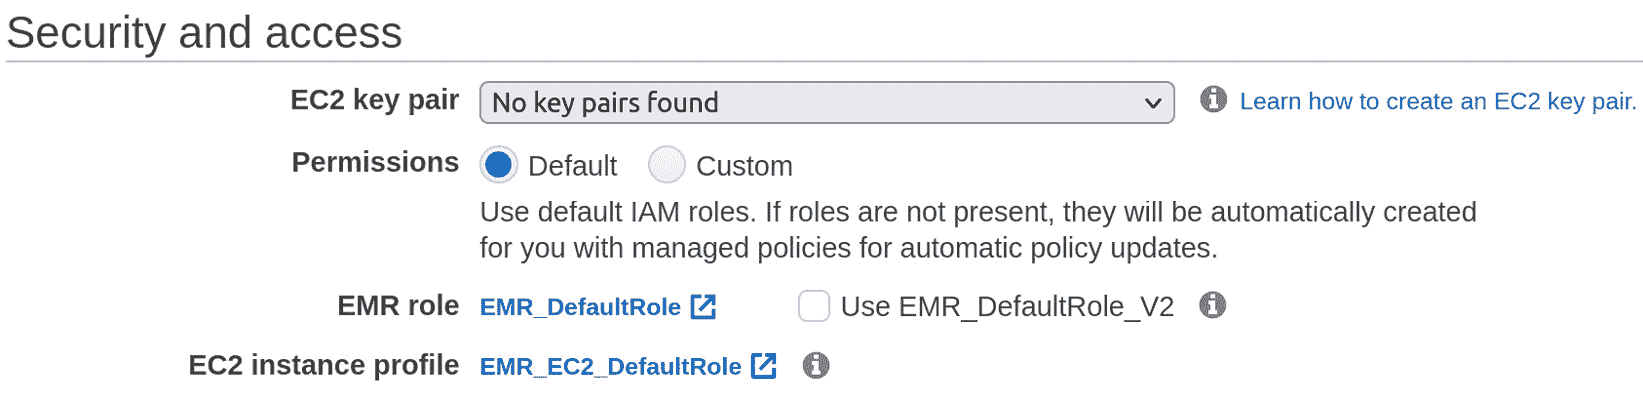 Security and access
EC2 key pair No key pairs found Learn how to create an EC2 key pair.
Permissions Default Custom
Use default IAM roles. If roles are not present, they will be automatically created
for you with managed policies for automatic policy updates.
EMR role EMR_DefaultRole Use EMR_DefaultRole_V2
EC2 instance profile EMR_EC2_DefaultRole